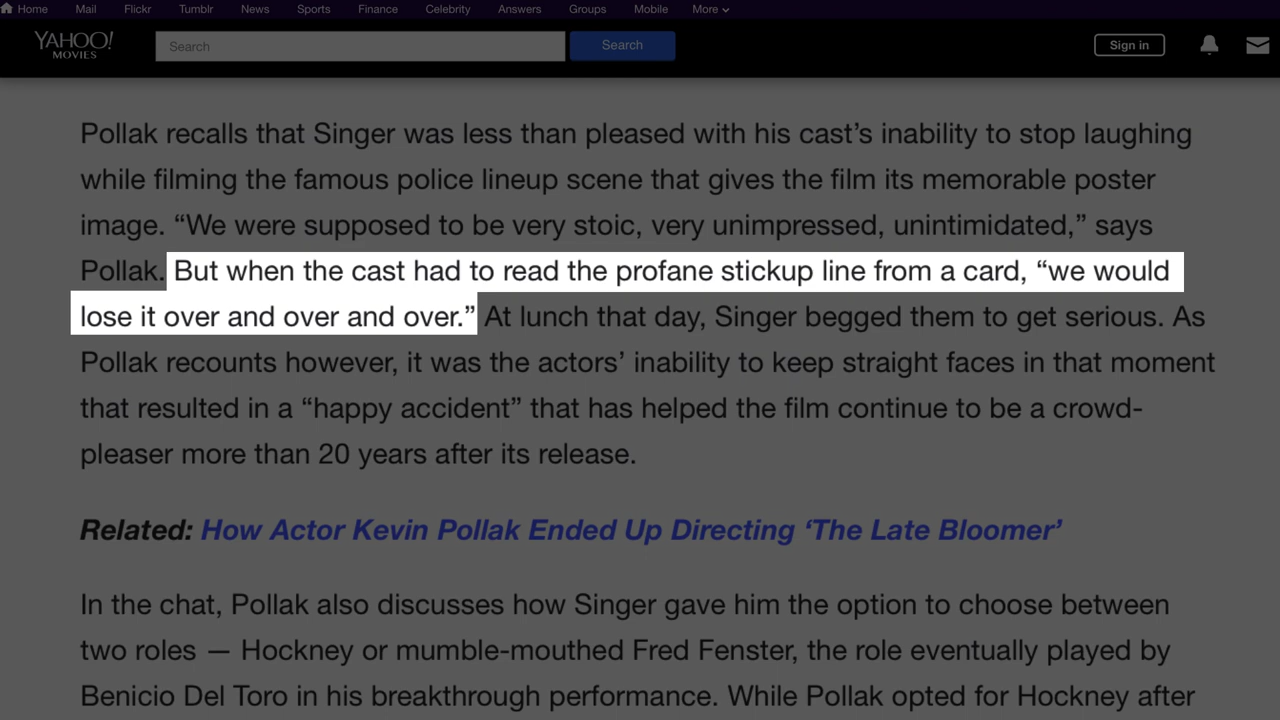 Home Mail Flickr Tumblr News Sports Finance Celebrity Answers Groups Mobile More
YAHOO!
MOVIES
Search
Search
Sign in
Pollak recalls that Singer was less than pleased with his cast’s inability to stop laughing
while filming the famous police lineup scene that gives the film its memorable poster
image. “We were supposed to be very stoic, very unimpressed, unintimidated,” says
Pollak. But when the cast had to read the profane stickup line from a card, “we would
lose it over and over and over.” At lunch that day, Singer begged them to get serious. As
Pollak recounts however, it was the actors’ inability to keep straight faces in that moment
that resulted in a “happy accident” that has helped the film continue to be a crowd-
pleaser more than 20 years after its release.
Related: How Actor Kevin Pollak Ended Up Directing ‘The Late Bloomer’
In the chat, Pollak also discusses how Singer gave him the option to choose between
two roles — Hockney or mumble-mouthed Fred Fenster, the role eventually played by
Benicio Del Toro in his breakthrough performance. While Pollak opted for Hockney after